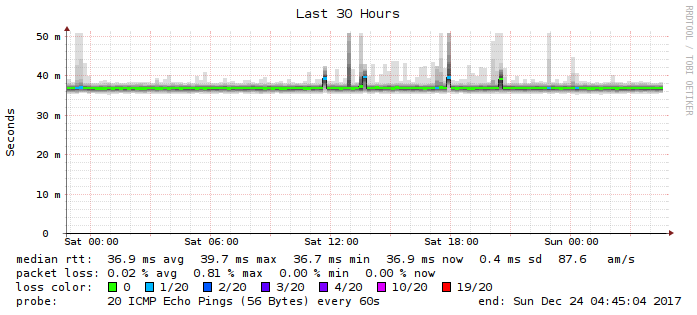 Last 30 Hours
RRDTOOL / TOBI OETIKER
Seconds
50 m
40 m
30 m
20 m
10 m
0
Sat 00:00 Sat 06:00 Sat 12:00 Sat 18:00 Sun 00:00
median rtt: 36.9 ms avg 39.7 ms max 36.7 ms min 36.9 ms now 0.4 ms sd 87.6 am/s
packet loss: 0.02 % avg 0.81 % max 0.00 % min 0.00 % now
loss color: 0 1/20 2/20 3/20 4/20 10/20 19/20
probe: 20 ICMP Echo Pings (56 Bytes) every 60s end: Sun Dec 24 04:45:04 2017